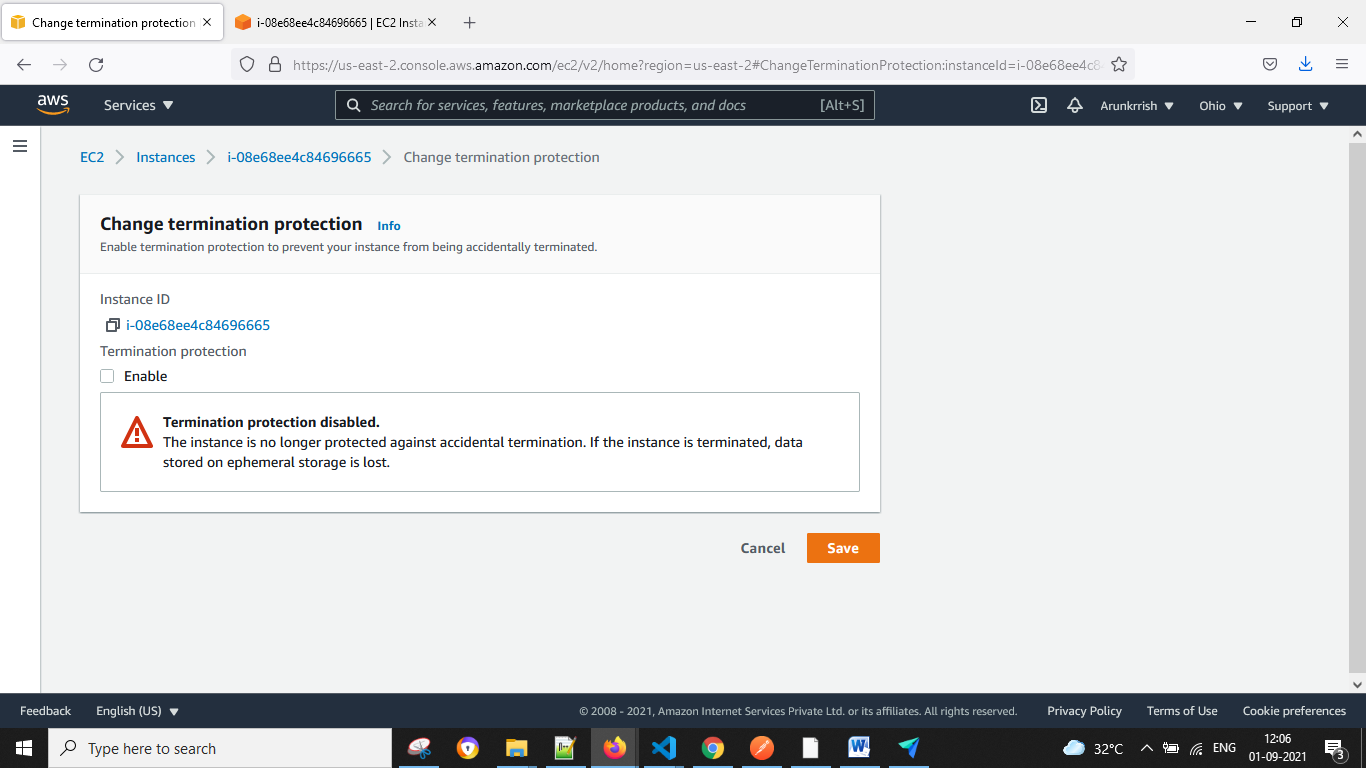 Change termination protection
i-08e68ee4c84696665 | EC2 Insta
https://us-east-2.console.aws.amazon.com/ec2/v2/home?region=us-east-2#ChangeTerminationProtection:instanceId=i-08e68ee4c84
aws
Services
Search for services, features, marketplace products, and docs
[Alt+S]
Arunkrrish
Ohio
Support
EC2
Instances
i-08e68ee4c84696665
Change termination protection
Change termination protection Info
Enable termination protection to prevent your instance from being accidentally terminated.
Instance ID
i-08e68ee4c84696665
Termination protection
Enable
Termination protection disabled.
The instance is no longer protected against accidental termination. If the instance is terminated, data
stored on ephemeral storage is lost.
Cancel
Save
Feedback
English (US)
© 2008 - 2021, Amazon Internet Services Private Ltd. or its affiliates. All rights reserved.
Privacy Policy
Terms of Use
Cookie preferences
Type here to search
32°C
ENG
12:06
01-09-2021
3